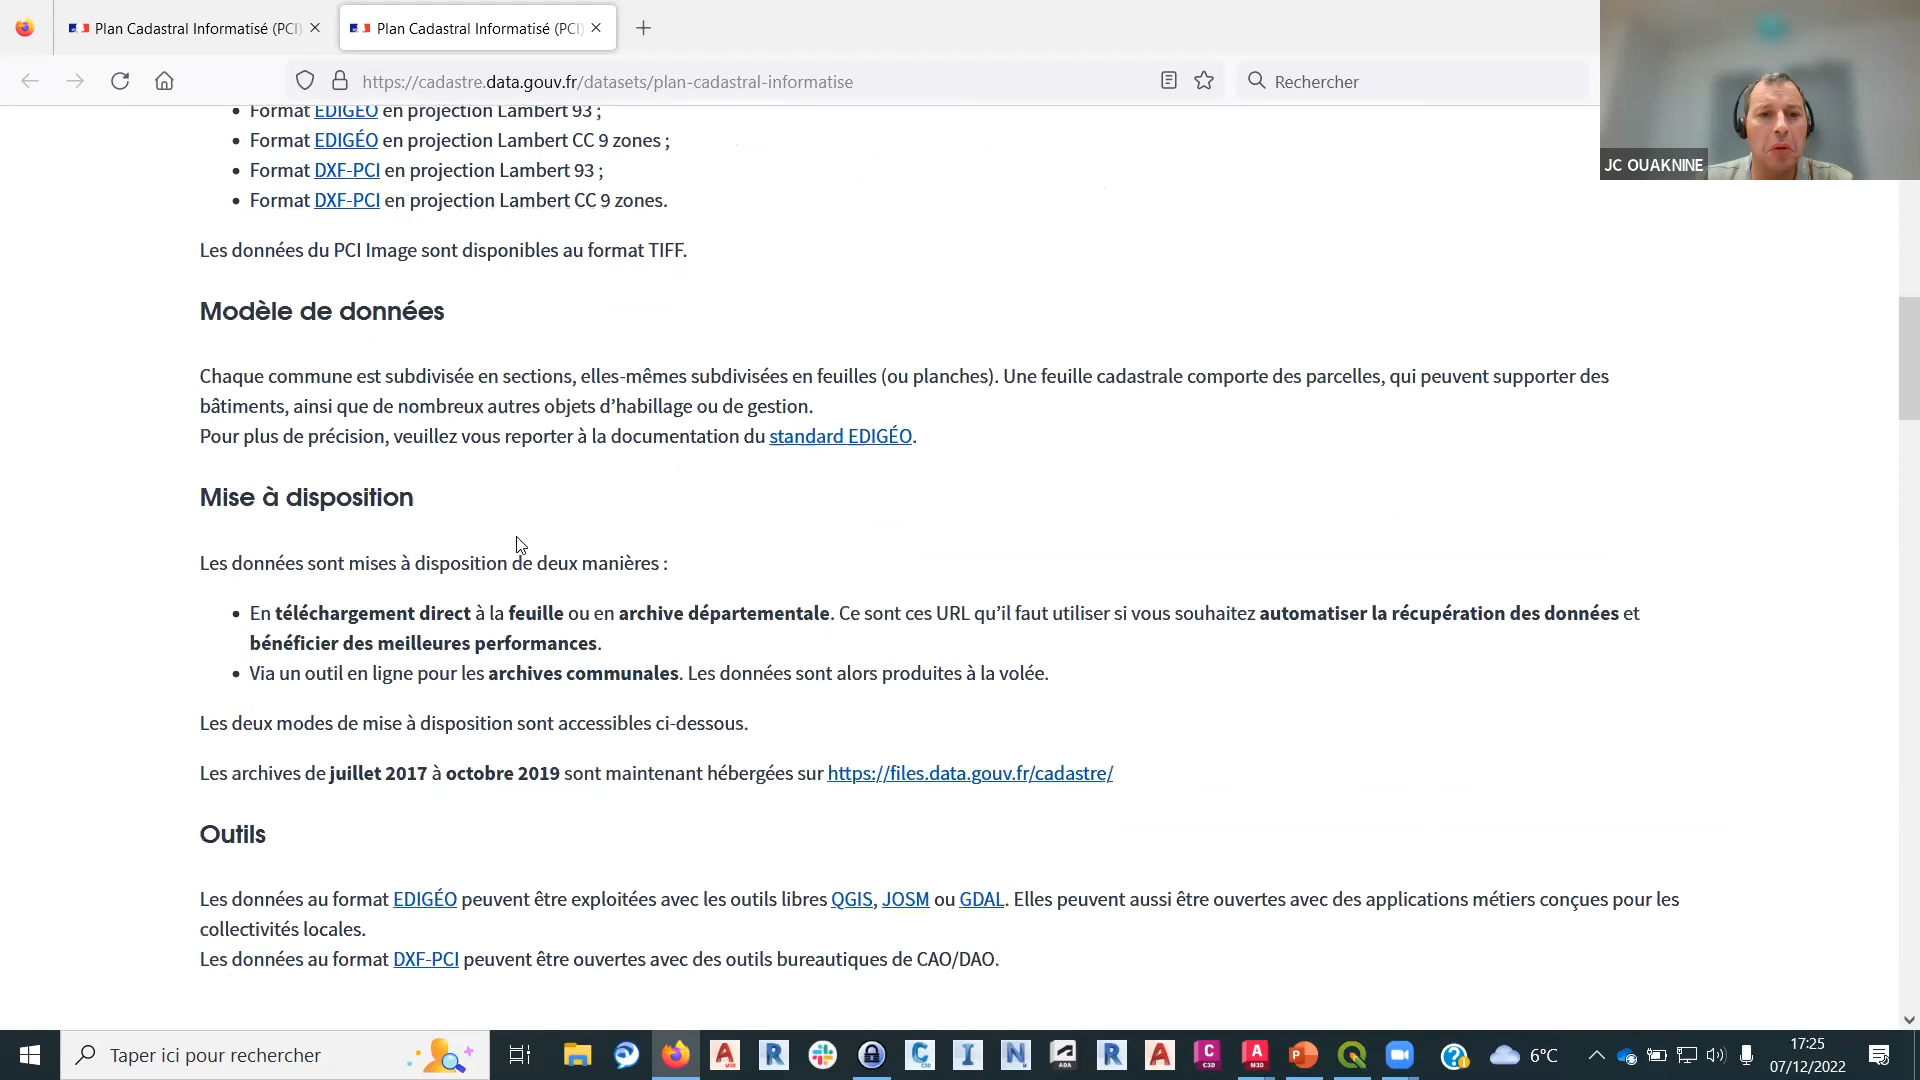 Plan Cadastral Informatisé (PCI)
Plan Cadastral Informatisé (PCI)
https://cadastre.data.gouv.fr/datasets/plan-cadastral-informatise
Rechercher
JC OUAKNINE
Format EDIGÉO en projection Lambert 93 ;
Format EDIGÉO en projection Lambert CC 9 zones ;
Format DXF-PCI en projection Lambert 93 ;
Format DXF-PCI en projection Lambert CC 9 zones.
Les données du PCI Image sont disponibles au format TIFF.
Modèle de données
Chaque commune est subdivisée en sections, elles-mêmes subdivisées en feuilles (ou planches). Une feuille cadastrale comporte des parcelles, qui peuvent supporter des
bâtiments, ainsi que de nombreux autres objets d’habillage ou de gestion.
Pour plus de précision, veuillez vous reporter à la documentation du standard EDIGÉO.
Mise à disposition
Les données sont mises à disposition de deux manières :
En téléchargement direct à la feuille ou en archive départementale. Ce sont ces URL qu’il faut utiliser si vous souhaitez automatiser la récupération des données et
bénéficier des meilleures performances.
Via un outil en ligne pour les archives communales. Les données sont alors produites à la volée.
Les deux modes de mise à disposition sont accessibles ci-dessous.
Les archives de juillet 2017 à octobre 2019 sont maintenant hébergées sur https://files.data.gouv.fr/cadastre/
Outils
Les données au format EDIGÉO peuvent être exploitées avec les outils libres QGIS, JOSM ou GDAL. Elles peuvent aussi être ouvertes avec des applications métiers conçues pour les
collectivités locales.
Les données au format DXF-PCI peuvent être ouvertes avec des outils bureautiques de CAO/DAO.
Taper ici pour rechercher
6°C
17:25
07/12/2022